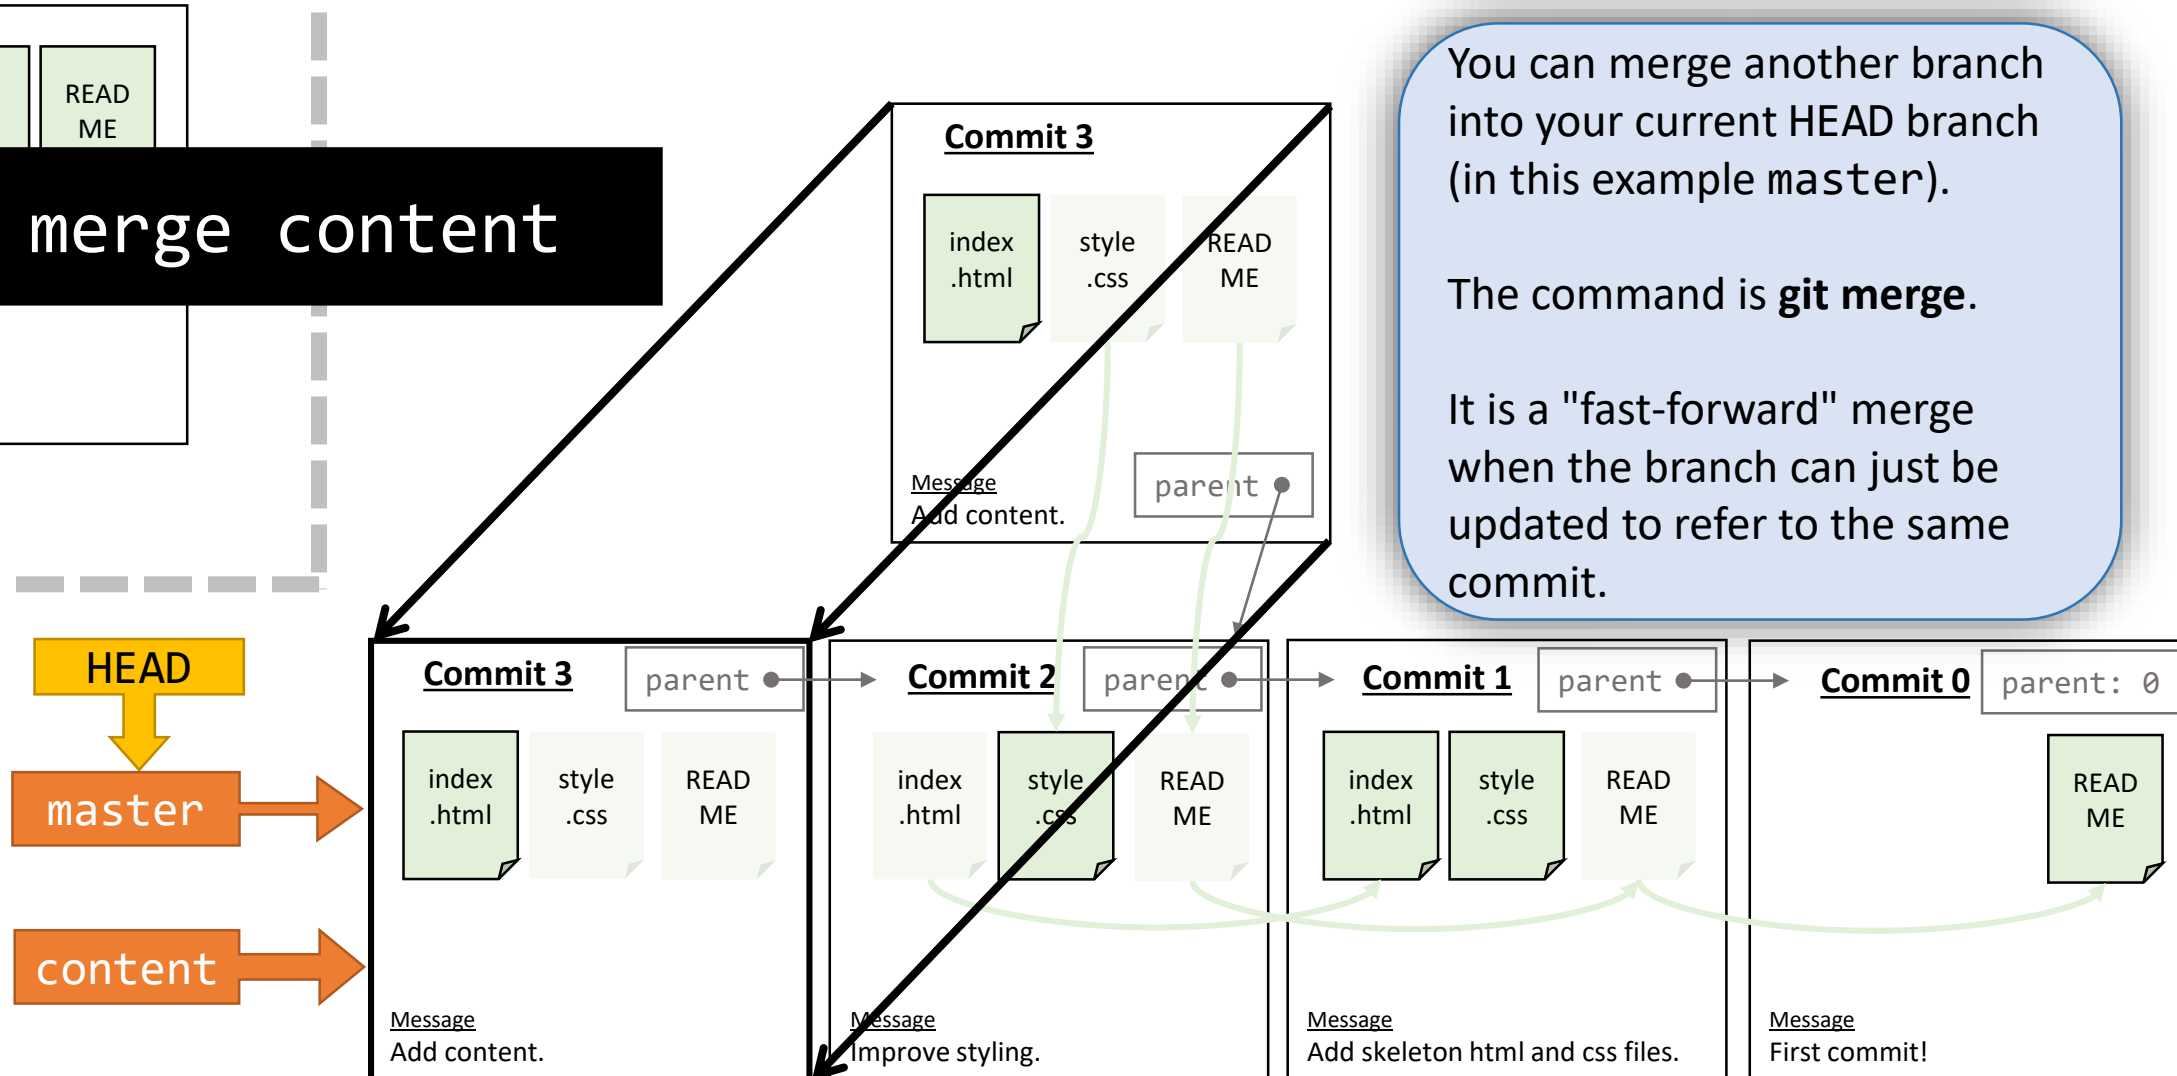 READ
ME
merge content
Commit 3
index
.html
style
.css
READ
ME
Message
Add content.
parent
You can merge another branch
into your current HEAD branch
(in this example master).
The command is git merge.
It is a "fast-forward" merge
when the branch can just be
updated to refer to the same
commit.
HEAD
master
content
Commit 3
parent
index
.html
style
.css
READ
ME
Message
Add content.
Commit 2
parent
index
.html
style
.css
READ
ME
Message
Improve styling.
Commit 1
parent
index
.html
style
.css
READ
ME
Message
Add skeleton html and css files.
Commit 0
parent: 0
READ
ME
Message
First commit!